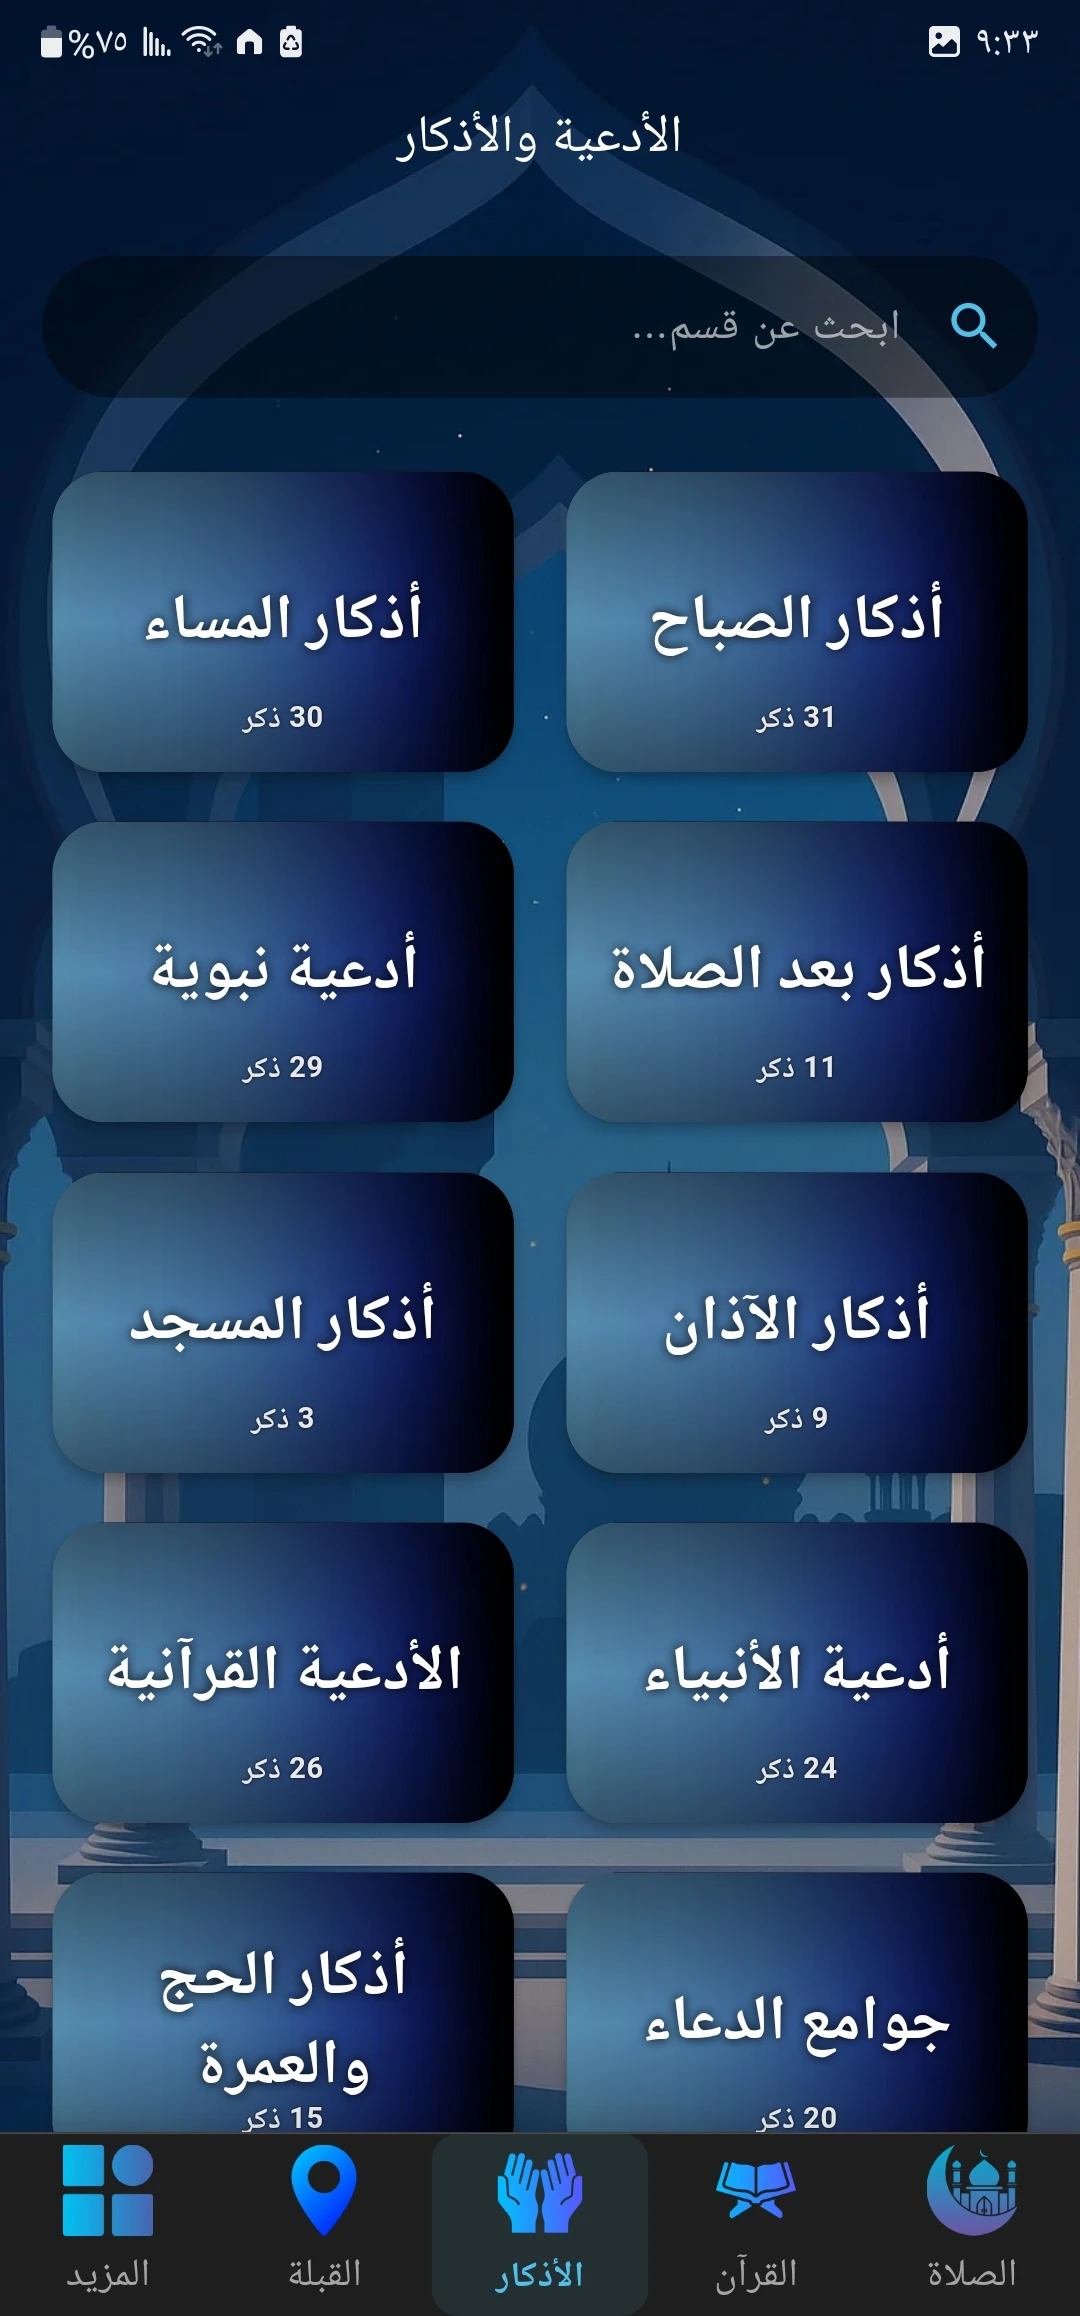 ٩:٣٣
%٧٥
الأدعية والأذكار
ابحث عن قسم...
أذكار الصباح
31 ذكر
أذكار المساء
30 ذكر
أذكار بعد الصلاة
11 ذكر
أدعية نبوية
29 ذكر
أذكار الآذان
9 ذكر
أذكار المسجد
3 ذكر
أدعية الأنبياء
24 ذكر
الأدعية القرآنية
26 ذكر
جوامع الدعاء
20 ذكر
أذكار الحج
والعمرة
15 ذكر
الصلاة
القرآن
الأذكار
القبلة
المزيد